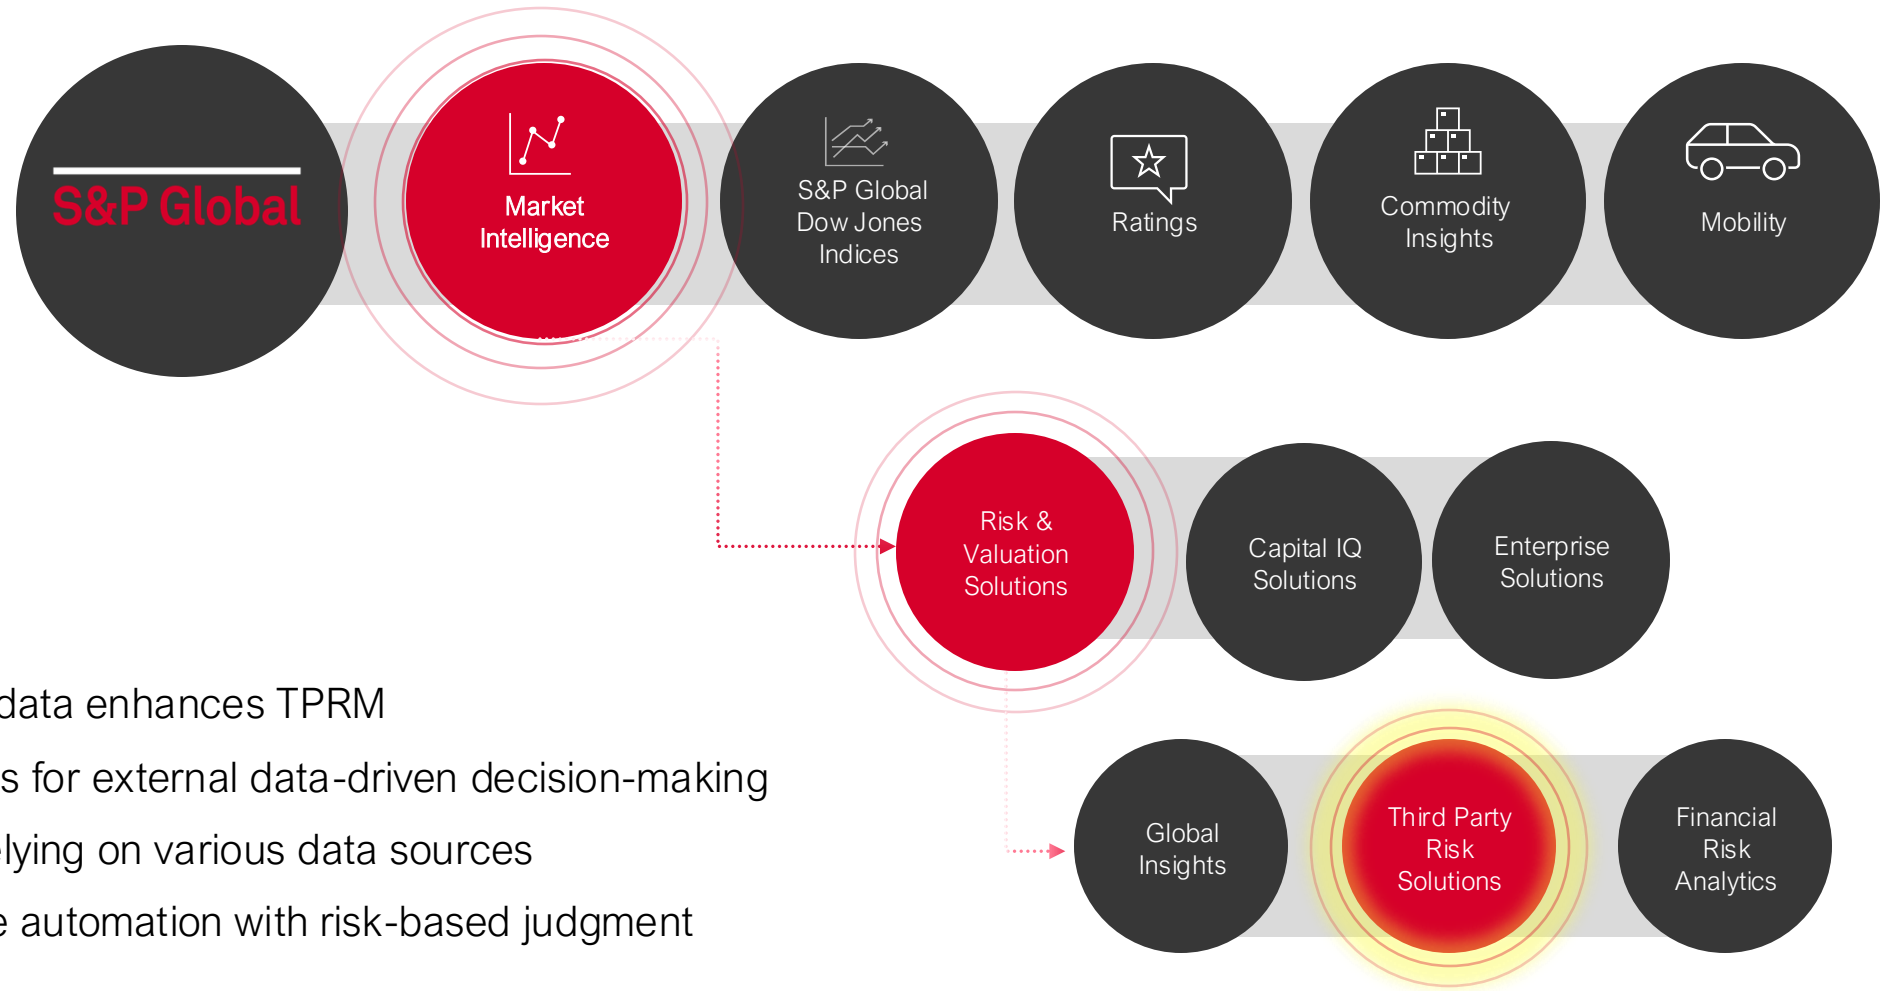 S&P Global
Market
Intelligence
S&P Global
Dow Jones
Indices
Ratings
Commodity
Insights
Mobility
Risk &
Valuation
Solutions
Capital IQ
Solutions
Enterprise
Solutions
data enhances TPRM
for external data-driven decision-making
on various data sources
automation with risk-based judgment
Global
Insights
Third Party
Risk
Solutions
Financial
Risk
Analytics